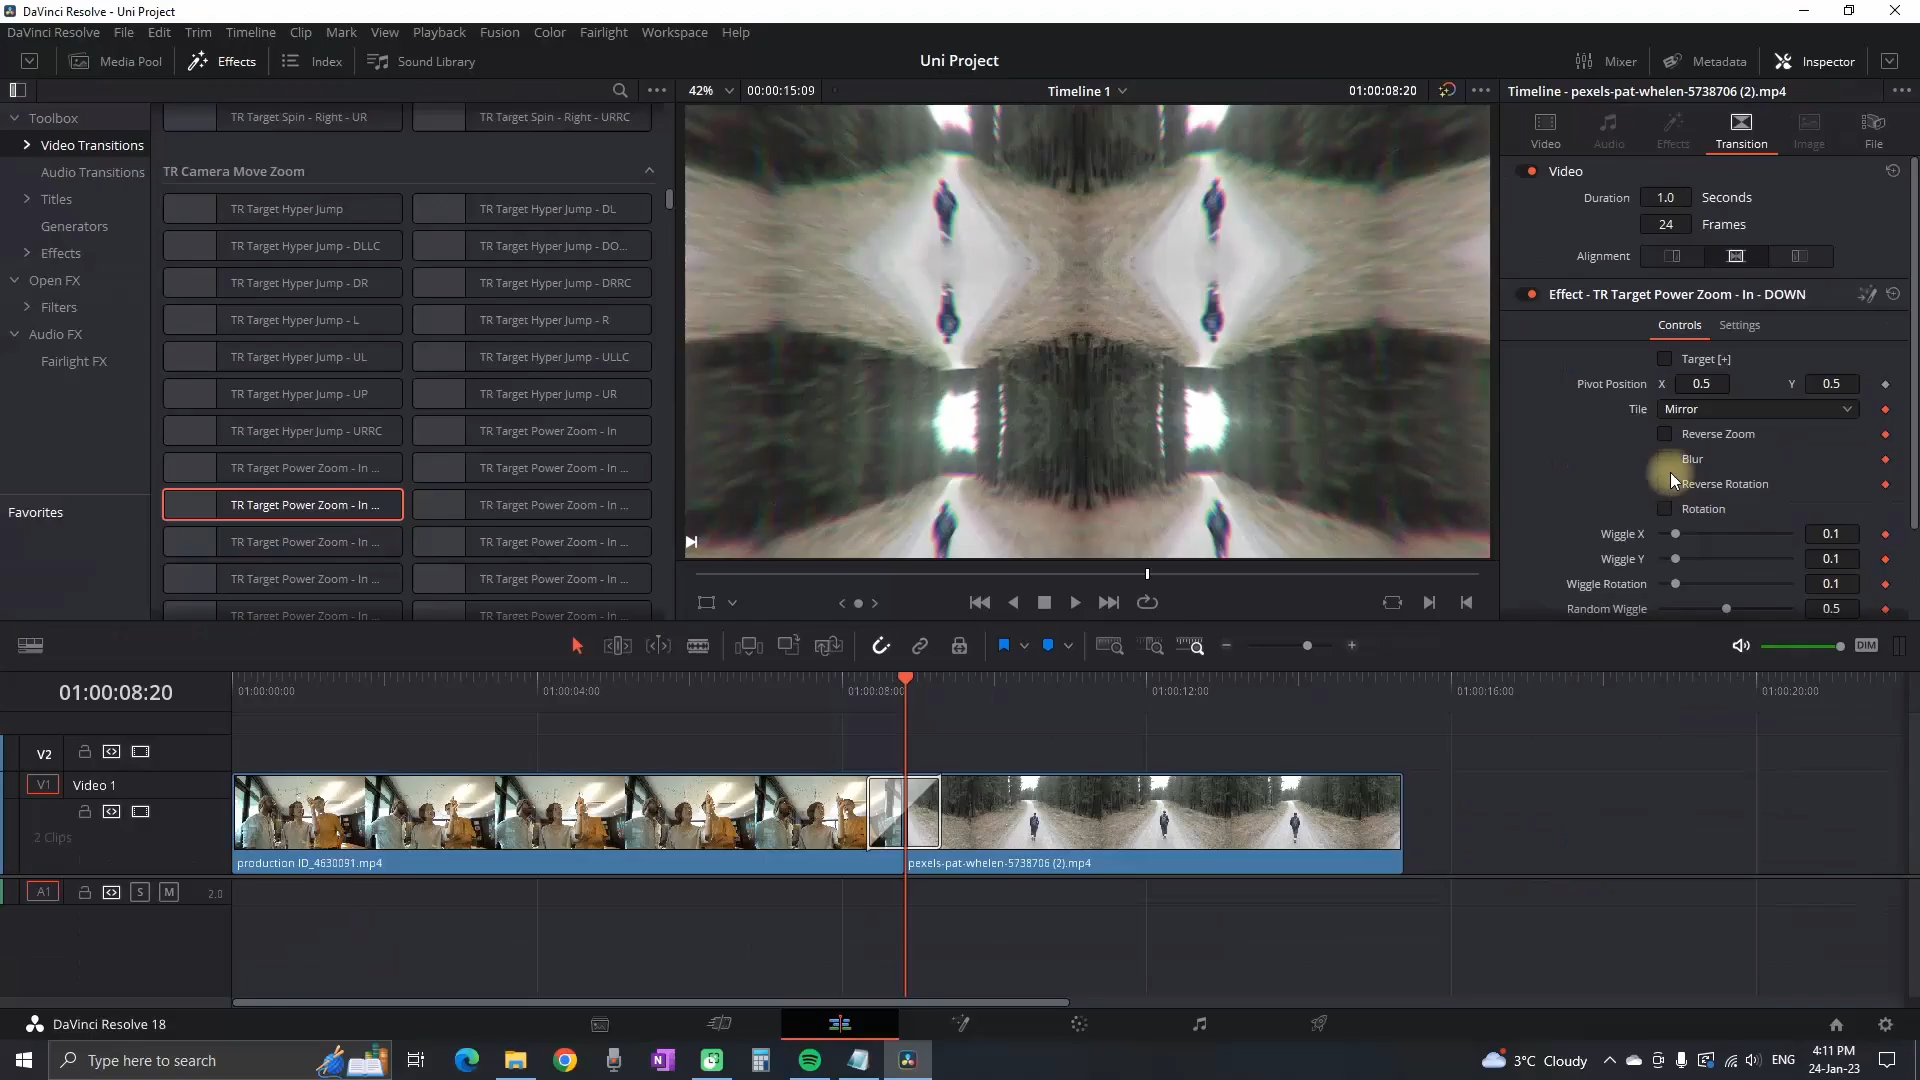 DaVinci Resolve - Uni Project
DaVinci Resolve File Edit Trim Timeline Clip Mark View Playback Fusion Color Fairlight Workspace Help
Media Pool Effects Index Sound Library Uni Project Mixer Metadata Inspector
42% 00:00:15:09 Timeline 1 01:00:08:20 Timeline - pexels-pat-whelen-5738706 (2).mp4
Toolbox
Video Transitions
Audio Transitions
Titles
Generators
Effects
Open FX
Filters
Audio FX
Fairlight FX
Favorites
TR Target Spin - Right - UR TR Target Spin - Right - URRC
TR Camera Move Zoom
TR Target Hyper Jump TR Target Hyper Jump - DL
TR Target Hyper Jump - DLLC TR Target Hyper Jump - DO...
TR Target Hyper Jump - DR TR Target Hyper Jump - DRRC
TR Target Hyper Jump - L TR Target Hyper Jump - R
TR Target Hyper Jump - UL TR Target Hyper Jump - ULLC
TR Target Hyper Jump - UP TR Target Hyper Jump - UR
TR Target Hyper Jump - URRC TR Target Power Zoom - In
TR Target Power Zoom - In ... TR Target Power Zoom - In ...
TR Target Power Zoom - In ... TR Target Power Zoom - In ...
TR Target Power Zoom - In ... TR Target Power Zoom - In ...
TR Target Power Zoom - In ... TR Target Power Zoom - In ...
TR Target Power Zoom - In ... TR Target Power Zoom - In ...
Video Audio Effects Transition Image File
Video
Duration 1.0 Seconds
24 Frames
Alignment
Effect - TR Target Power Zoom - In - DOWN
Controls Settings
Target [+]
Pivot Position X 0.5 Y 0.5
Tile Mirror
Reverse Zoom
Blur
Reverse Rotation
Rotation
Wiggle X 0.1
Wiggle Y 0.1
Wiggle Rotation 0.1
Random Wiggle 0.5
DIM
01:00:08:20 01:00:00:00 01:00:04:00 01:00:08:00 01:00:12:00 01:00:16:00 01:00:20:00
V2
V1 Video 1
2 Clips
production ID_4630091.mp4 pexels-pat-whelen-5738706 (2).mp4
A1 S M 2.0
DaVinci Resolve 18
Type here to search
3°C Cloudy ENG 4:11 PM
24-Jan-23